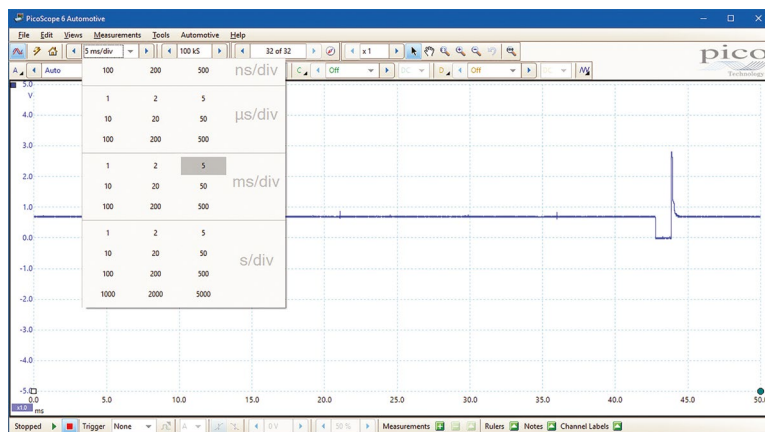 PicoScope 6 Automotive
File Edit Views Measurements Tools Automotive Help
5 ms/div 100 kS 32 of 32 x 1
pico
Technology
A Auto C Off DC D Off DC
100 200 500 ns/div
1 2 5
10 20 50 µs/div
100 200 500
1 2 5
10 20 50 ms/div
100 200 500
1 2 5
10 20 50 s/div
100 200 500
1000 2000 5000
5.0
V
4.0
3.0
2.0
1.0
0.0
-1.0
-2.0
-3.0
-4.0
-5.0
0.0 5.0 10.0 15.0 20.0 25.0 30.0 35.0 40.0 45.0 50.0
x1.0 ms
Stopped Trigger None A 0 V 50 % Measurements Rulers Notes Channel Labels